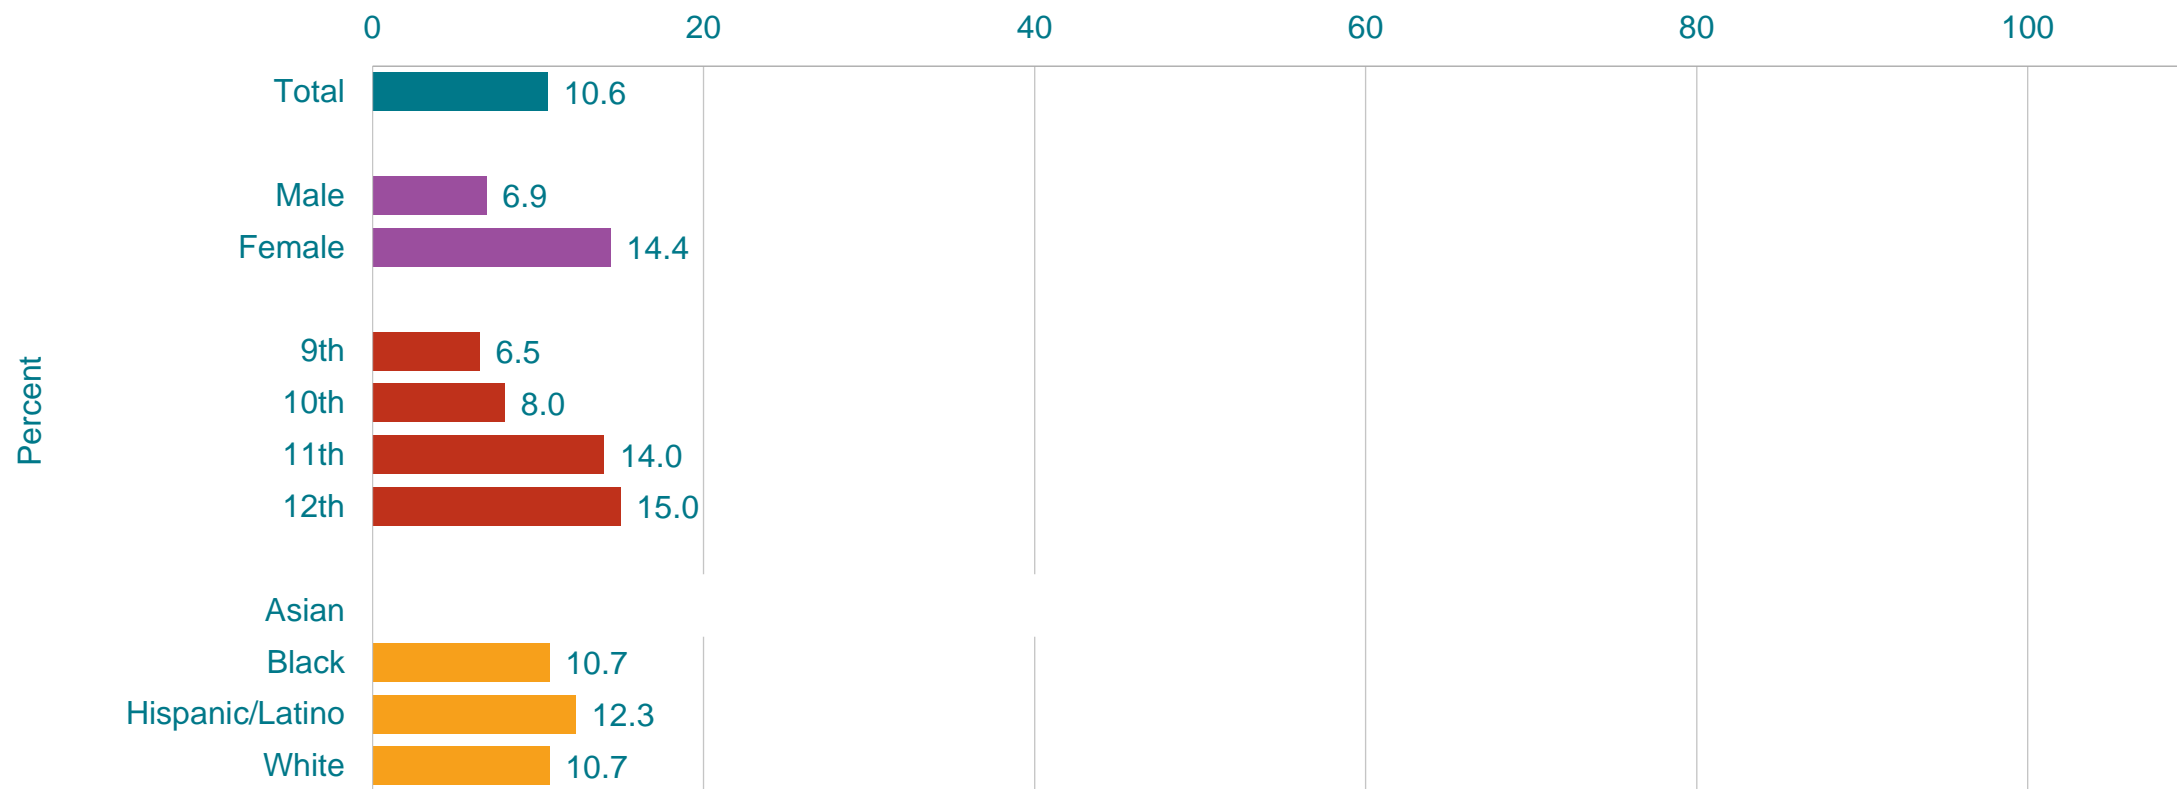 0 20 40 60 80 100
Total 10.6
Male 6.9
Female 14.4
9th 6.5
10th 8.0
11th 14.0
12th 15.0
Asian
Black 10.7
Hispanic/Latino 12.3
White 10.7
Percent